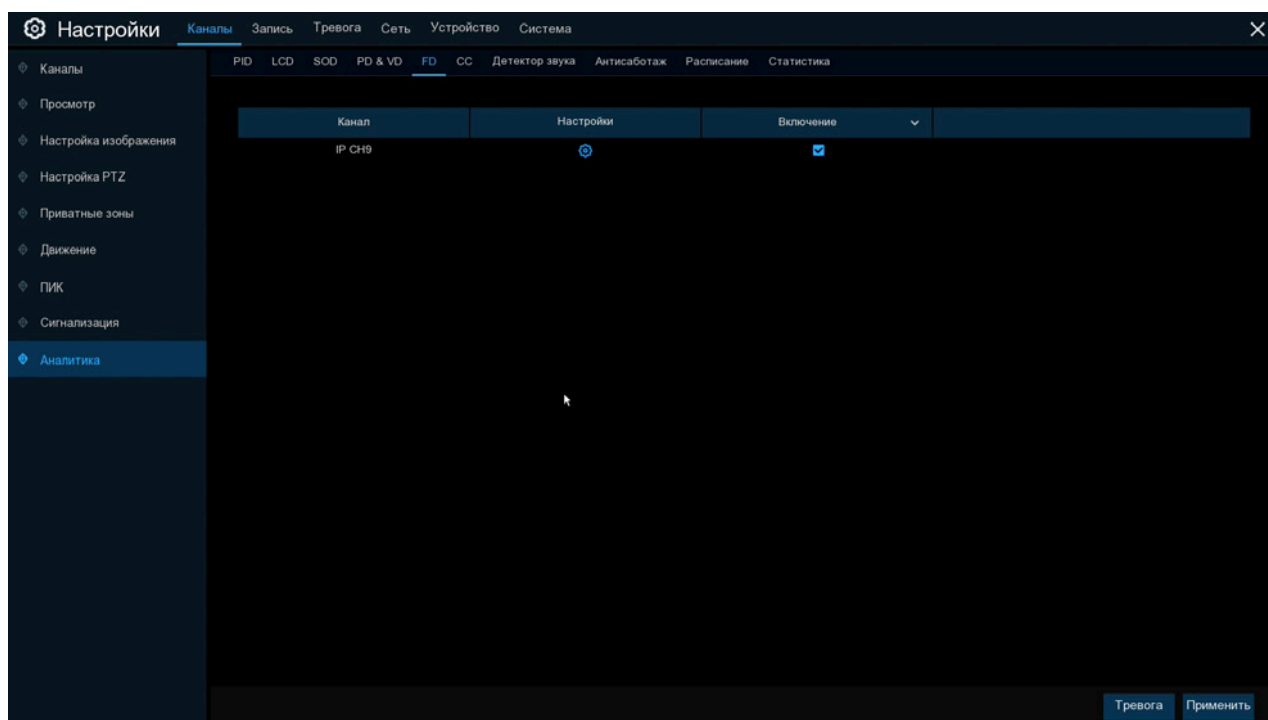 Настройки Каналы Запись Тревога Сеть Устройство Система
PID LCD SOD PD & VD FD CC Детектор звука Антисаботаж Расписание Статистика
Каналы
Просмотр
Настройка изображения
Настройка PTZ
Приватные зоны
Движение
ПИК
Сигнализация
Аналитика
Канал Настройки Включение
IP CH9
Тревога Применить